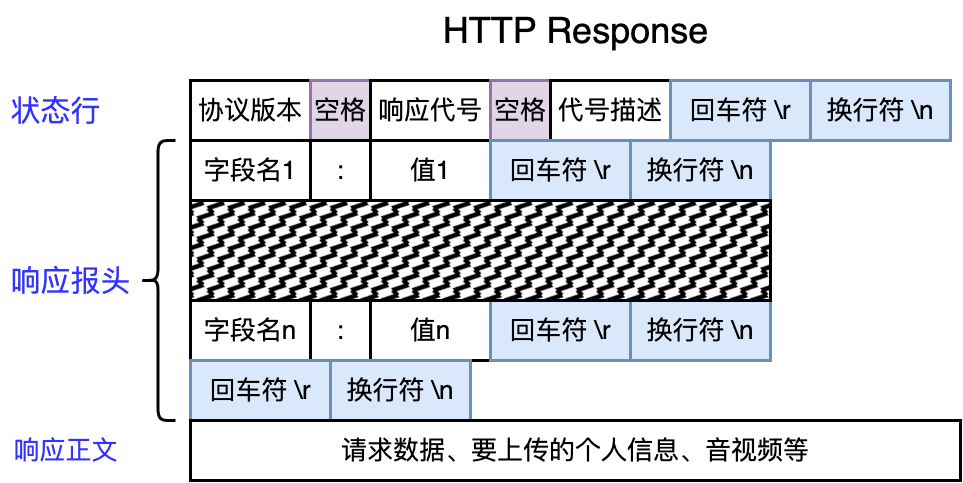 HTTP Response
状态行 协议版本 空格 响应代号 空格 代号描述 回车符 \r 换行符 \n
字段名1 : 值1 回车符 \r 换行符 \n
响应报头
字段名n : 值n 回车符 \r 换行符 \n
回车符 \r 换行符 \n
响应正文 请求数据、要上传的个人信息、音视频等